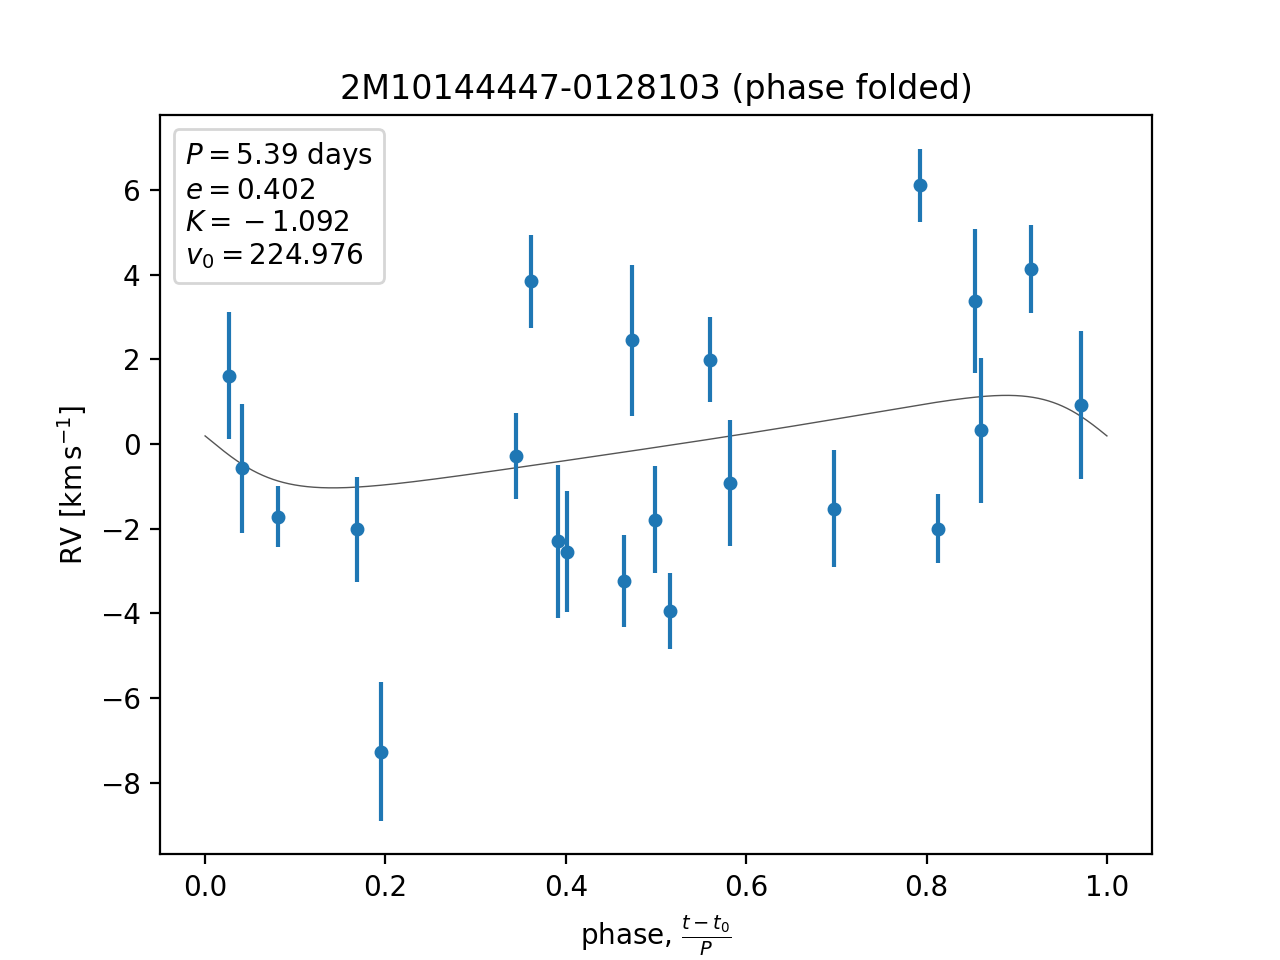 2M10144447-0128103 (phase folded)
P = 5.39 days
e = 0.402
K = −1.092
v₀ = 224.976
6
4
2
0
−2
−4
−6
−8
RV [km s⁻¹]
0.0 0.2 0.4 0.6 0.8 1.0
phase, (t − t₀)/P